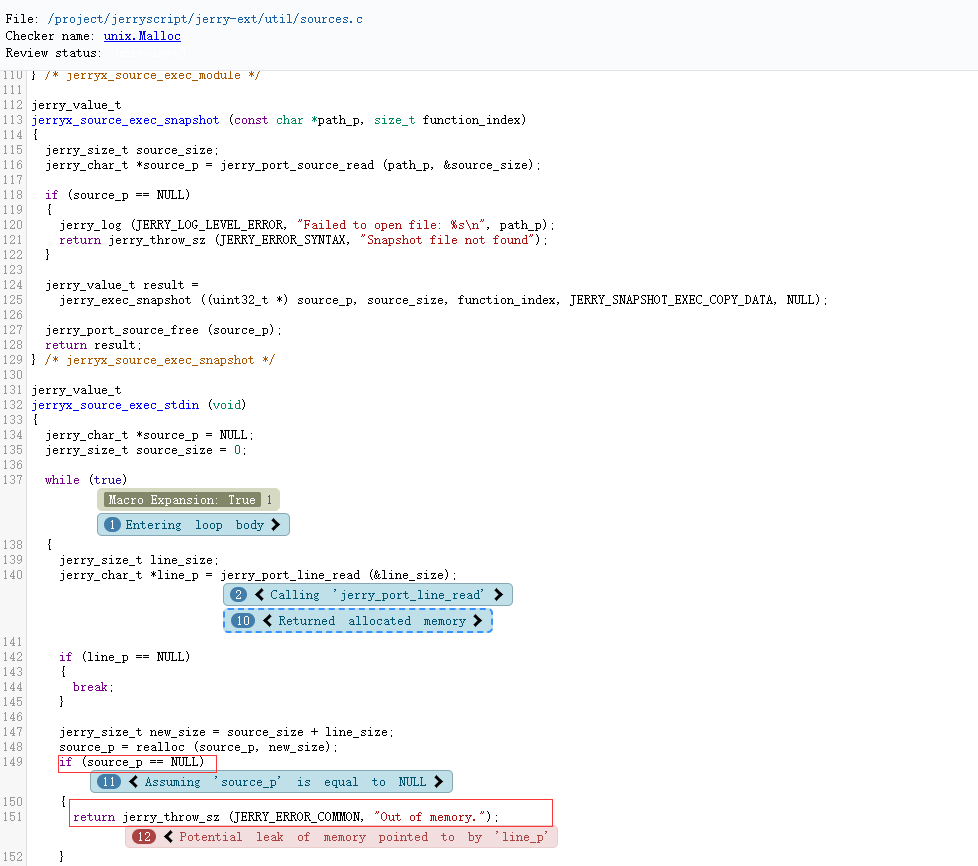 File: /project/jerryscript/jerry-ext/util/sources.c
Checker name: unix.Malloc
Review status:
110 } /* jerryx_source_exec_module */
111
112 jerry_value_t
113 jerryx_source_exec_snapshot (const char *path_p, size_t function_index)
114 {
115 jerry_size_t source_size;
116 jerry_char_t *source_p = jerry_port_source_read (path_p, &source_size);
117
118 if (source_p == NULL)
119 {
120 jerry_log (JERRY_LOG_LEVEL_ERROR, "Failed to open file: %s\n", path_p);
121 return jerry_throw_sz (JERRY_ERROR_SYNTAX, "Snapshot file not found");
122 }
123
124 jerry_value_t result =
125 jerry_exec_snapshot ((uint32_t *) source_p, source_size, function_index, JERRY_SNAPSHOT_EXEC_COPY_DATA, NULL);
126
127 jerry_port_source_free (source_p);
128 return result;
129 } /* jerryx_source_exec_snapshot */
130
131 jerry_value_t
132 jerryx_source_exec_stdin (void)
133 {
134 jerry_char_t *source_p = NULL;
135 jerry_size_t source_size = 0;
136
137 while (true)
Macro Expansion: True 1
1 Entering loop body
138 {
139 jerry_size_t line_size;
140 jerry_char_t *line_p = jerry_port_line_read (&line_size);
2 Calling 'jerry_port_line_read'
10 Returned allocated memory
141
142 if (line_p == NULL)
143 {
144 break;
145 }
146
147 jerry_size_t new_size = source_size + line_size;
148 source_p = realloc (source_p, new_size);
149 if (source_p == NULL)
11 Assuming 'source_p' is equal to NULL
150 {
151 return jerry_throw_sz (JERRY_ERROR_COMMON, "Out of memory.");
12 Potential leak of memory pointed to by 'line_p'
152 }